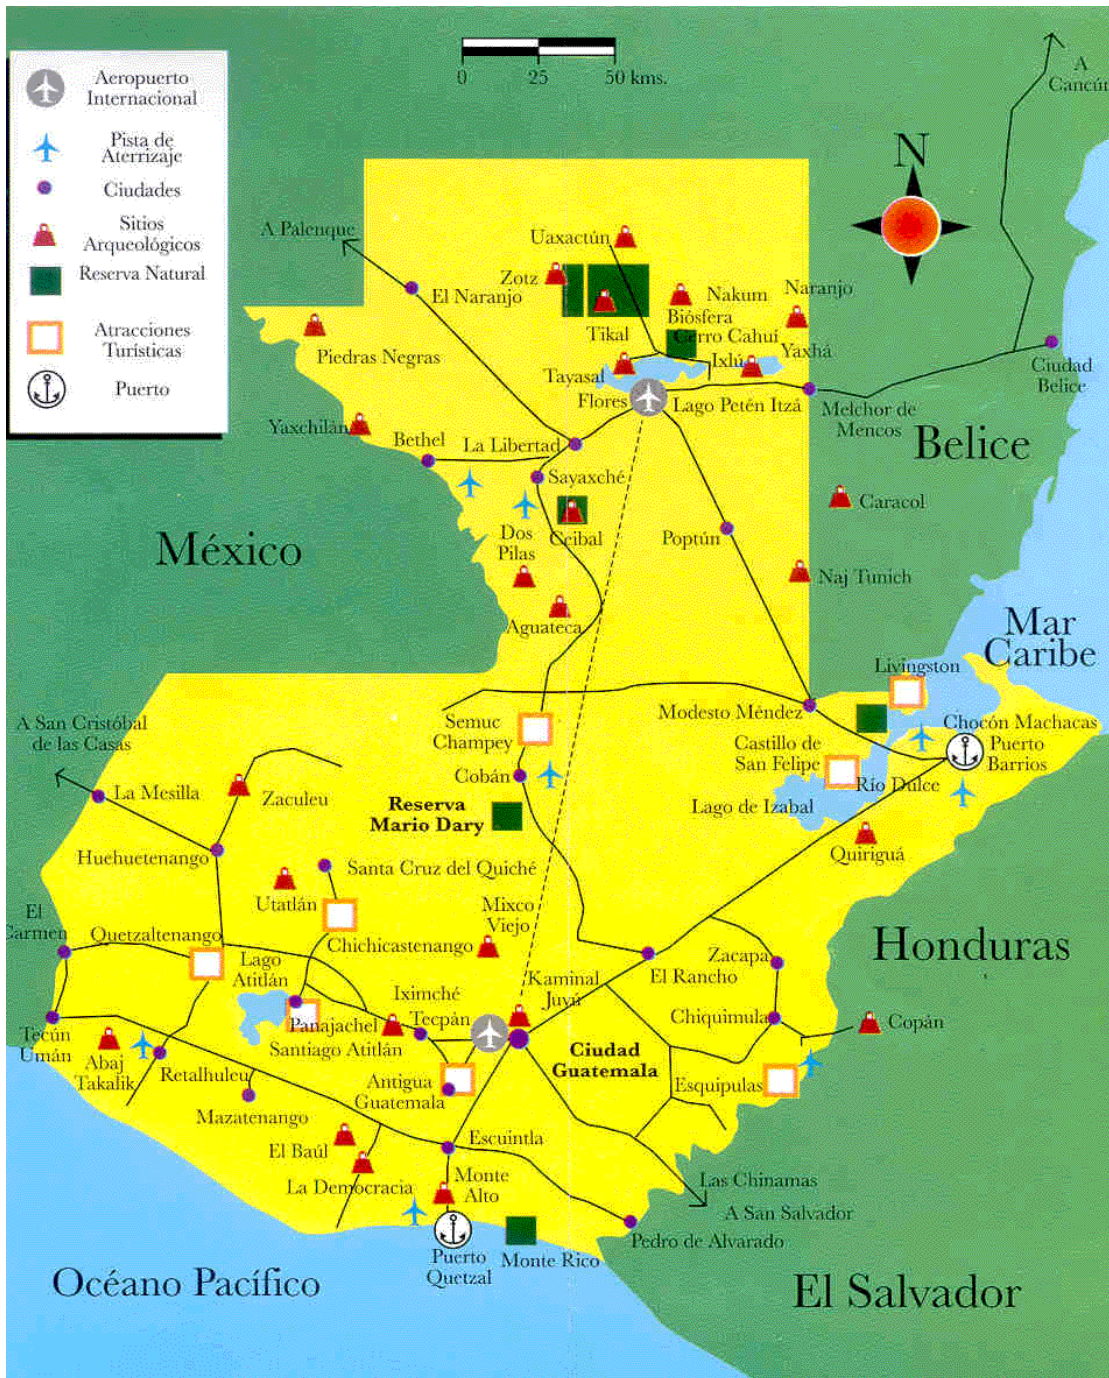 0 25 50 kms.
A
Cancún
Aeropuerto
Internacional
Pista de
Aterrizaje
Ciudades
Sitios
Arqueológicos
Reserva Natural
Atracciones
Turísticas
Puerto
N
A Palenque
Uaxactún
Zotz
El Naranjo
Nakum
Naranjo
Biósfera
Tikal
Cerro Cahuí
Piedras Negras
Ixlú
Yaxhá
Tayasal
Ciudad
Belice
Flores
Lago Petén Itzá
Melchor de
Mencos
Yaxchilán
Bethel
La Libertad
Belice
Sayaxché
Caracol
Dos
Pilas
Ceibal
Poptún
México
Naj Tunich
Aguateca
Mar
Caribe
Livingston
A San Cristóbal
de las Casas
Semuc
Champey
Modesto Méndez
Chocón Machacas
Castillo de
San Felipe
Puerto
Barrios
Cobán
Río Dulce
La Mesilla
Zaculeu
Reserva
Mario Dary
Lago de Izabal
Huehuetenango
Santa Cruz del Quiché
Quiriguá
Utatlán
Mixco
Viejo
El
Carmen
Quetzaltenango
Chichicastenango
Honduras
Lago
Atitlán
Zacapa
El Rancho
Kaminal
Juyú
Iximché
Tecpán
Chiquimula
Copán
Tecún
Umán
Panajachel
Santiago Atitlán
Abaj
Takalik
Ciudad
Guatemala
Retalhuleu
Antigua
Guatemala
Esquipulas
Mazatenango
El Baúl
Escuintla
La Democracia
Monte
Alto
Las Chinamas
A San Salvador
Pedro de Alvarado
Puerto
Quetzal
Monte Rico
Océano Pacífico
El Salvador